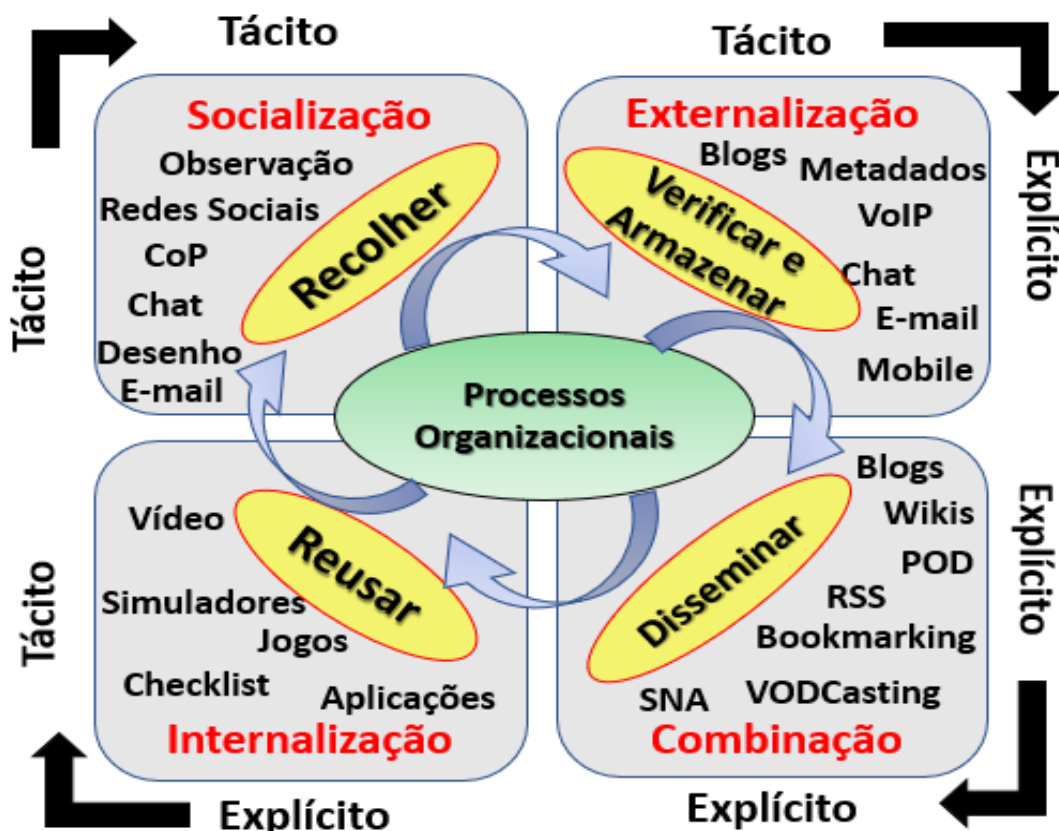 Tácito
Tácito
Tácito
Socialização
Observação
Redes Sociais
CoP
Chat
Desenho
E-mail
Recolher
Externalização
Blogs
Metadados
VoIP
Chat
E-mail
Mobile
Verificar e
Armazenar
Explícito
Processos
Organizacionais
Tácito
Vídeo
Simuladores
Jogos
Checklist
Aplicações
Internalização
Reusar
Explícito
Blogs
Wikis
POD
RSS
Bookmarking
SNA
VODCasting
Combinação
Disseminar
Explícito
Explícito